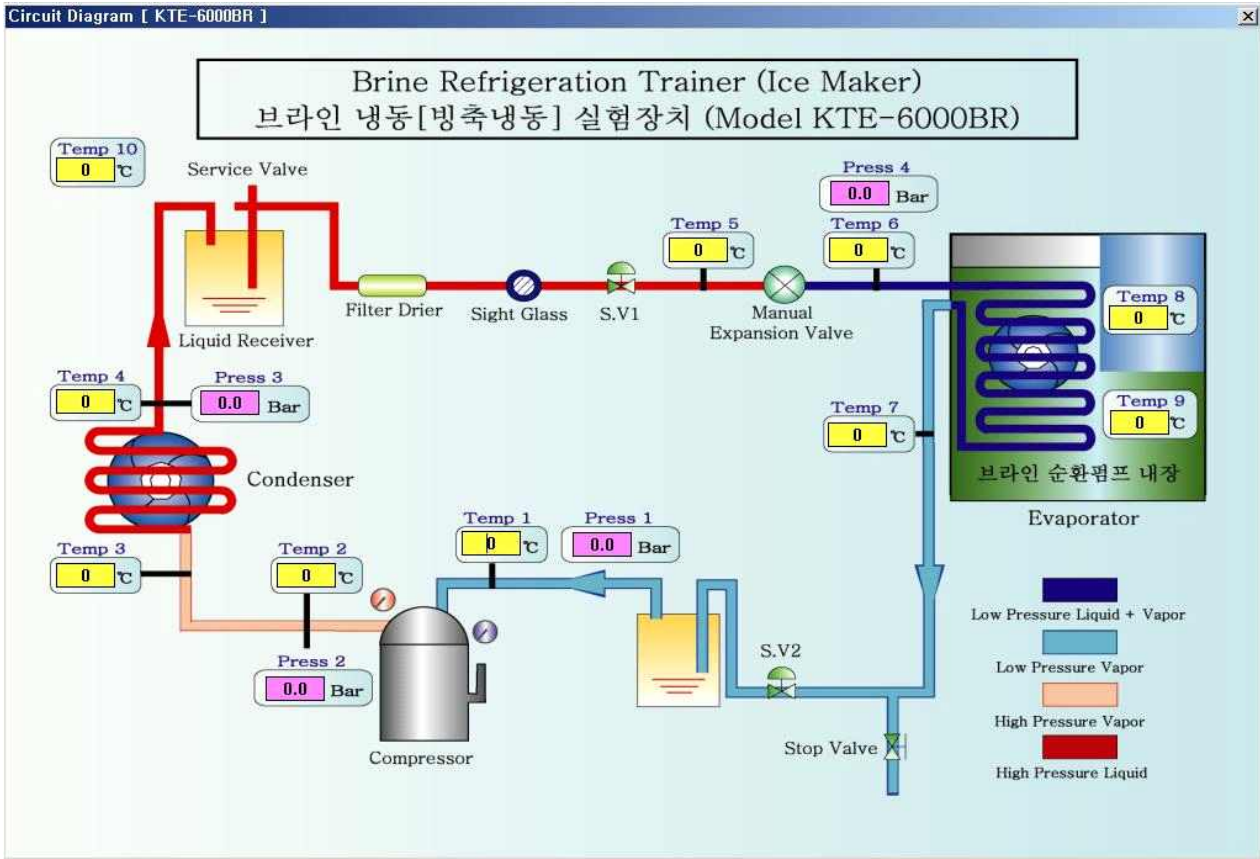 Circuit Diagram [ KTE-6000BR ]
Brine Refrigeration Trainer (Ice Maker)
브라인 냉동[빙축냉동] 실험장치 (Model KTE-6000BR)
Temp 10
0 ℃
Service Valve
Liquid Receiver
Filter Drier
Sight Glass
S.V1
Temp 5
0 ℃
Manual
Expansion Valve
Press 4
0.0 Bar
Temp 6
0 ℃
Temp 8
0 ℃
Temp 9
0 ℃
브라인 순환펌프 내장
Evaporator
Temp 7
0 ℃
Temp 4
0 ℃
Press 3
0.0 Bar
Condenser
Temp 3
0 ℃
Temp 2
0 ℃
Press 2
0.0 Bar
Temp 1
0 ℃
Press 1
0.0 Bar
Compressor
S.V2
Stop Valve
Low Pressure Liquid + Vapor
Low Pressure Vapor
High Pressure Vapor
High Pressure Liquid